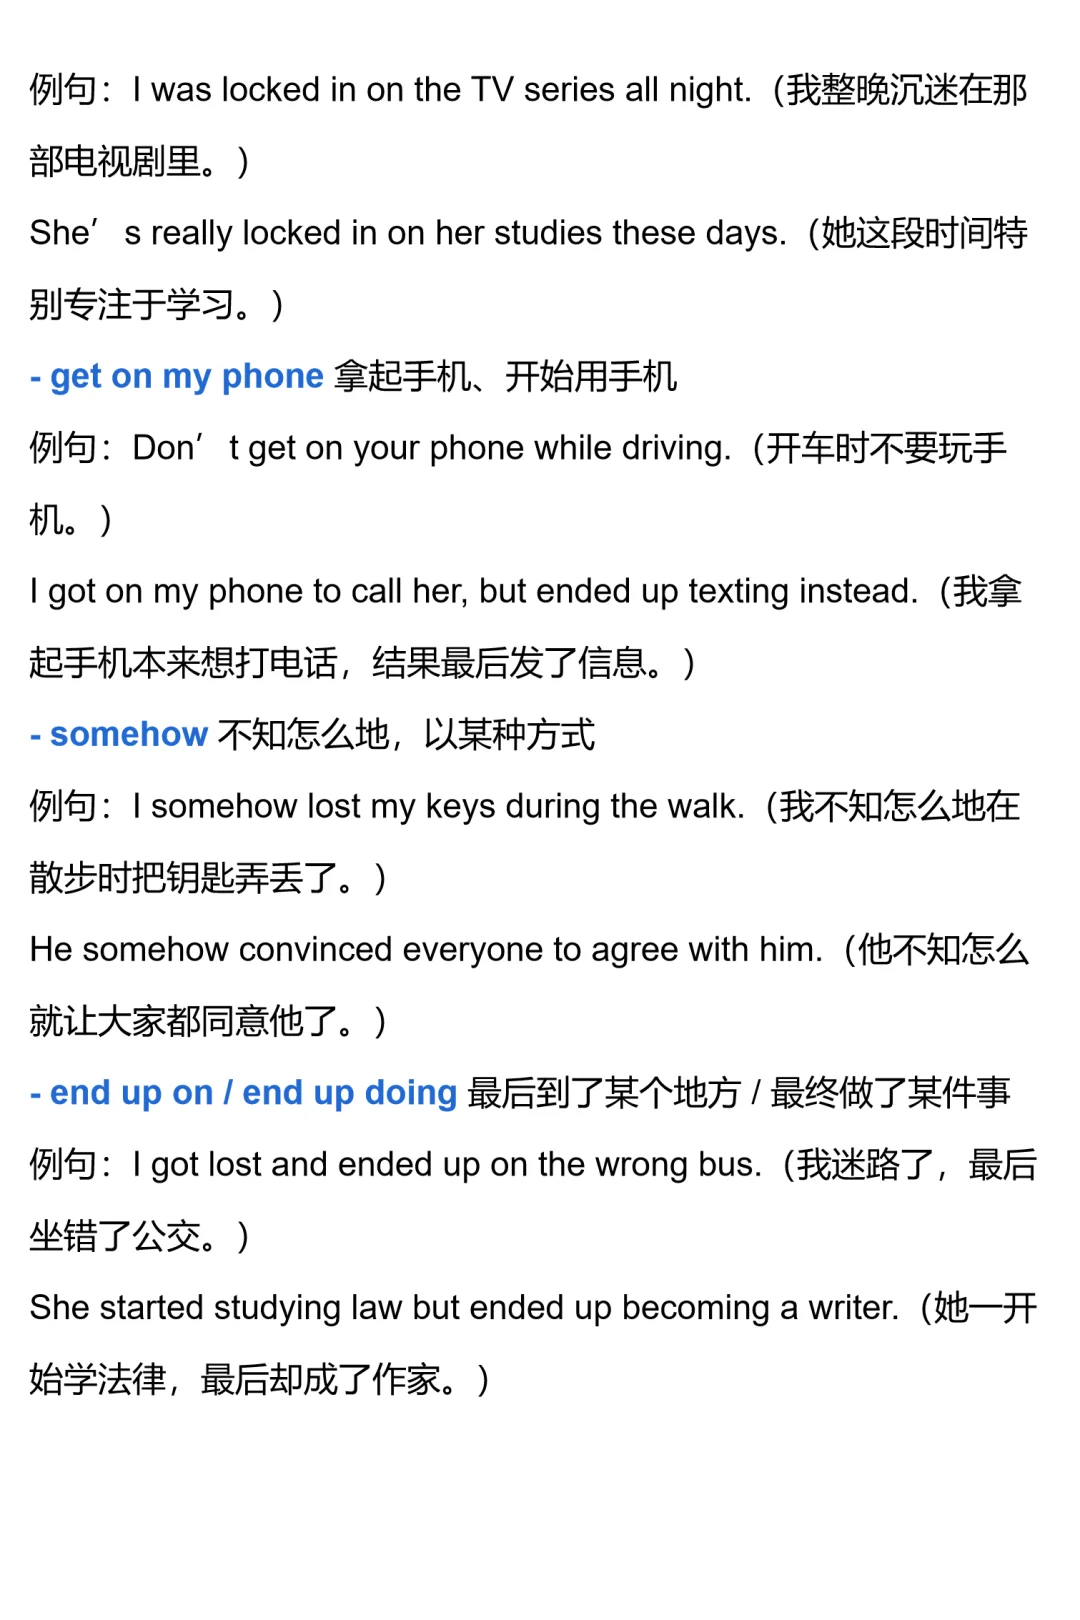 例句：I was locked in on the TV series all night.（我整晚沉迷在那
部电视剧里。）
She’s really locked in on her studies these days.（她这段时间特
别专注于学习。）
- get on my phone 拿起手机、开始用手机
例句：Don’t get on your phone while driving.（开车时不要玩手
机。）
I got on my phone to call her, but ended up texting instead.（我拿
起手机本来想打电话，结果最后发了信息。）
- somehow 不知怎么地，以某种方式
例句：I somehow lost my keys during the walk.（我不知怎么地在
散步时把钥匙弄丢了。）
He somehow convinced everyone to agree with him.（他不知怎么
就让大家都同意他了。）
- end up on / end up doing 最后到了某个地方 / 最终做了某件事
例句：I got lost and ended up on the wrong bus.（我迷路了，最后
坐错了公交。）
She started studying law but ended up becoming a writer.（她一开
始学法律，最后却成了作家。）